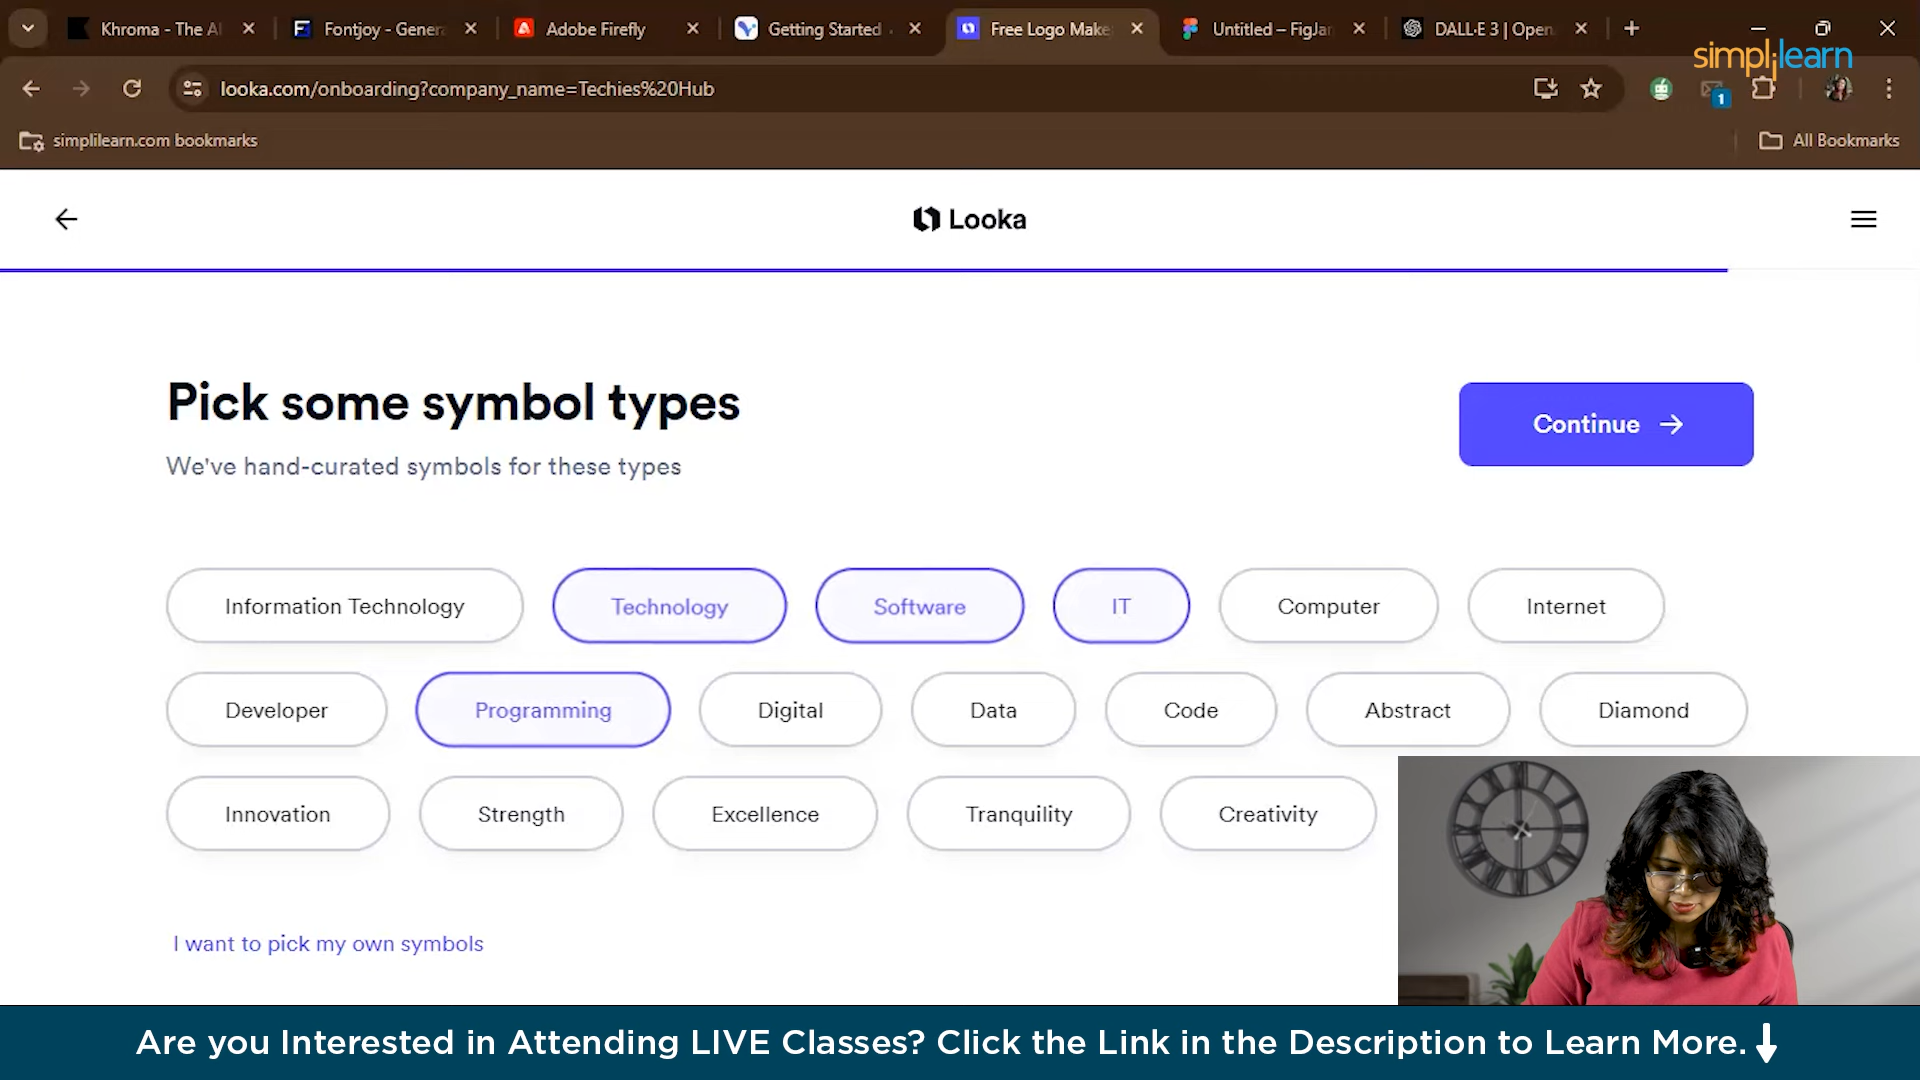 Khroma - The AI
Fontjoy - Genera
Adobe Firefly
Getting Started
Free Logo Make
Untitled – FigJam
DALL·E 3 | Open
simplilearn
looka.com/onboarding?company_name=Techies%20Hub
1
simplilearn.com bookmarks
All Bookmarks
Looka
Pick some symbol types
Continue →
We've hand-curated symbols for these types
Information Technology
Technology
Software
IT
Computer
Internet
Developer
Programming
Digital
Data
Code
Abstract
Diamond
Innovation
Strength
Excellence
Tranquility
Creativity
I want to pick my own symbols
Are you Interested in Attending LIVE Classes? Click the Link in the Description to Learn More.